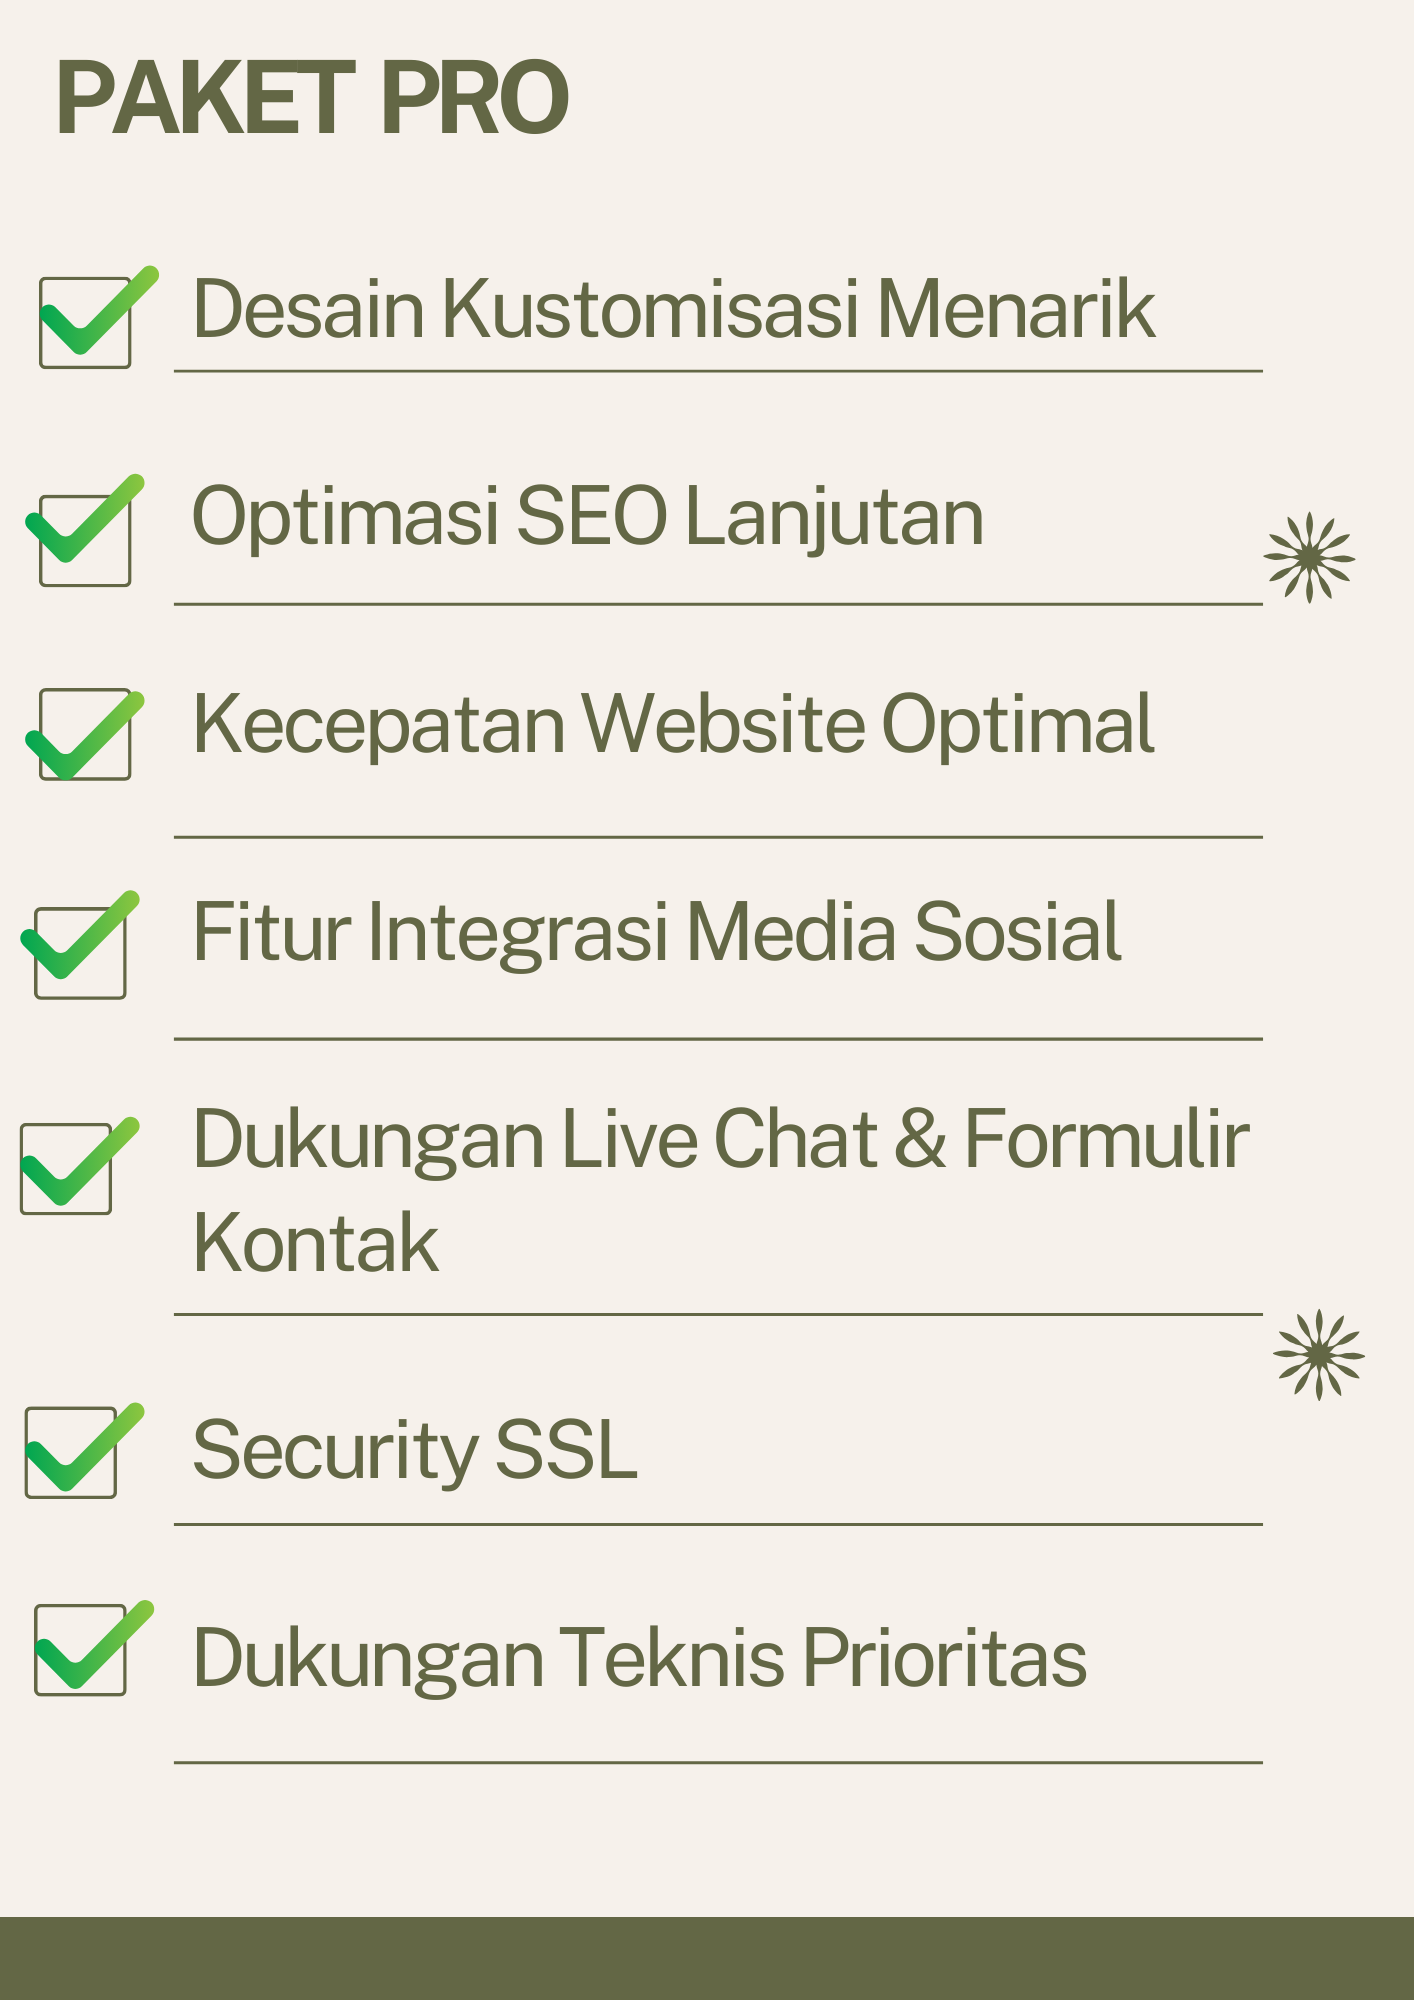 PAKET PRO
Desain Kustomisasi Menarik
Optimasi SEO Lanjutan
Kecepatan Website Optimal
Fitur Integrasi Media Sosial
Dukungan Live Chat & Formulir
Kontak
Security SSL
Dukungan Teknis Prioritas